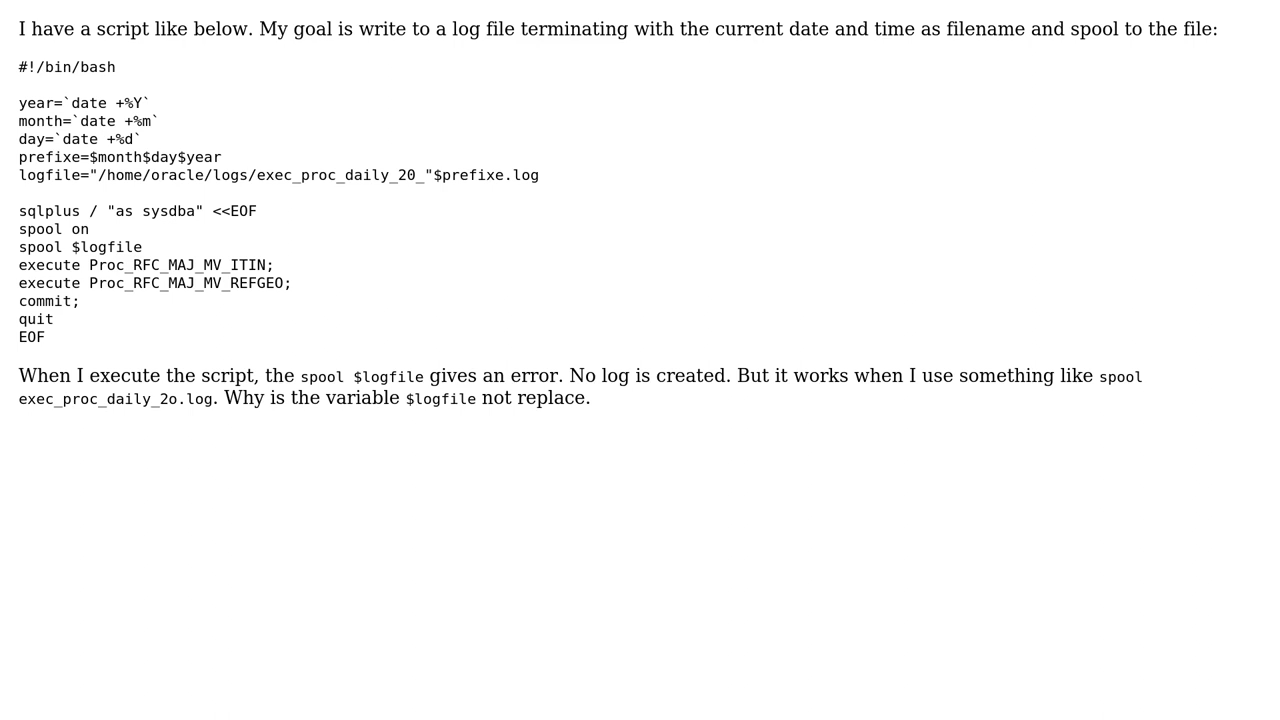 I have a script like below. My goal is write to a log file terminating with the current date and time as filename and spool to the file:
#!/bin/bash
year=`date +%Y`
month=`date +%m`
day=`date +%d`
prefixe=$month$day$year
logfile="/home/oracle/logs/exec_proc_daily_20_"$prefixe.log
sqlplus / "as sysdba" <<EOF
spool on
spool $logfile
execute Proc_RFC_MAJ_MV_ITIN;
execute Proc_RFC_MAJ_MV_REFGEO;
commit;
quit
EOF
When I execute the script, the spool $logfile gives an error. No log is created. But it works when I use something like spool
exec_proc_daily_2o.log. Why is the variable $logfile not replace.